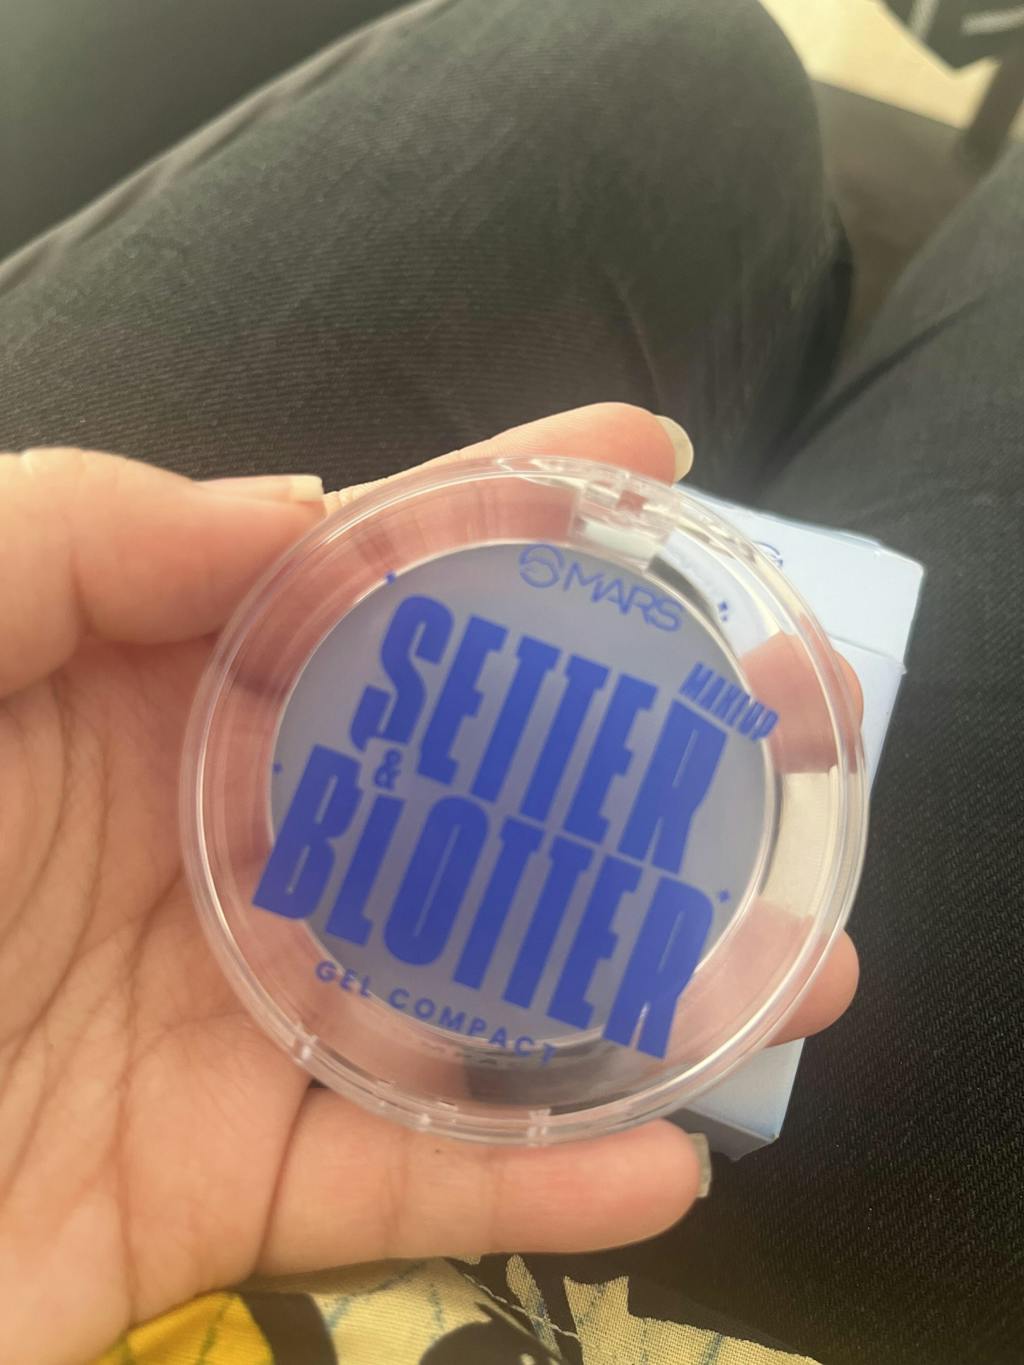 MARS
MAKEUP
SETTER
&
BLOTTER
GEL COMPACT